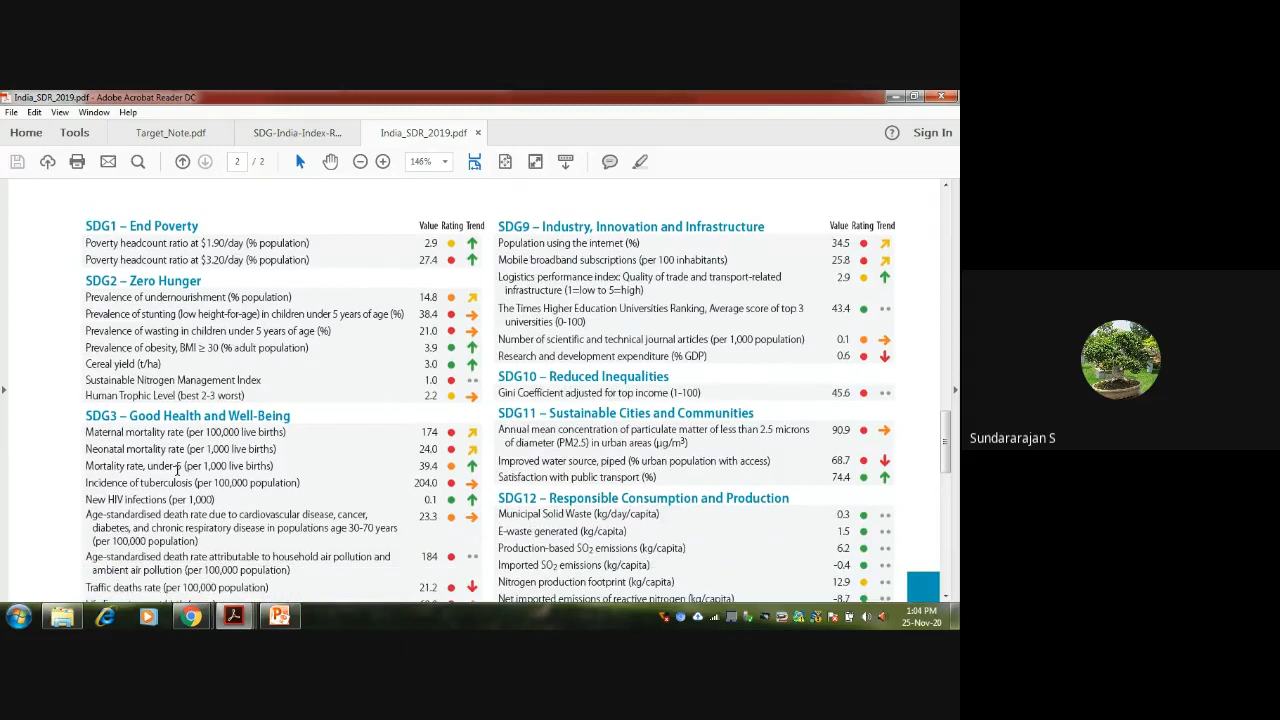 India_SDR_2019.pdf - Adobe Acrobat Reader DC
File Edit View Window Help
Home Tools Target_Note.pdf SDG-India-Index-R... India_SDR_2019.pdf × Sign In
2 / 2 146%
SDG1 – End Poverty Value Rating Trend
Poverty headcount ratio at $1.90/day (% population) 2.9
Poverty headcount ratio at $3.20/day (% population) 27.4
SDG2 – Zero Hunger
Prevalence of undernourishment (% population) 14.8
Prevalence of stunting (low height-for-age) in children under 5 years of age (%) 38.4
Prevalence of wasting in children under 5 years of age (%) 21.0
Prevalence of obesity, BMI ≥ 30 (% adult population) 3.9
Cereal yield (t/ha) 3.0
Sustainable Nitrogen Management Index 1.0
Human Trophic Level (best 2-3 worst) 2.2
SDG3 – Good Health and Well-Being
Maternal mortality rate (per 100,000 live births) 174
Neonatal mortality rate (per 1,000 live births) 24.0
Mortality rate, under-5 (per 1,000 live births) 39.4
Incidence of tuberculosis (per 100,000 population) 204.0
New HIV infections (per 1,000) 0.1
Age-standardised death rate due to cardiovascular disease, cancer, 23.3
diabetes, and chronic respiratory disease in populations age 30-70 years
(per 100,000 population)
Age-standardised death rate attributable to household air pollution and 184
ambient air pollution (per 100,000 population)
Traffic deaths rate (per 100,000 population) 21.2
SDG9 – Industry, Innovation and Infrastructure Value Rating Trend
Population using the internet (%) 34.5
Mobile broadband subscriptions (per 100 inhabitants) 25.8
Logistics performance index: Quality of trade and transport-related 2.9
infrastructure (1=low to 5=high)
The Times Higher Education Universities Ranking, Average score of top 3 43.4
universities (0-100)
Number of scientific and technical journal articles (per 1,000 population) 0.1
Research and development expenditure (% GDP) 0.6
SDG10 – Reduced Inequalities
Gini Coefficient adjusted for top income (1-100) 45.6
SDG11 – Sustainable Cities and Communities
Annual mean concentration of particulate matter of less than 2.5 microns 90.9
of diameter (PM2.5) in urban areas (μg/m³)
Improved water source, piped (% urban population with access) 68.7
Satisfaction with public transport (%) 74.4
SDG12 – Responsible Consumption and Production
Municipal Solid Waste (kg/day/capita) 0.3
E-waste generated (kg/capita) 1.5
Production-based SO₂ emissions (kg/capita) 6.2
Imported SO₂ emissions (kg/capita) -0.4
Nitrogen production footprint (kg/capita) 12.9
Net imported emissions of reactive nitrogen (kg/capita) -8.7
1:04 PM
25-Nov-20
Sundararajan S